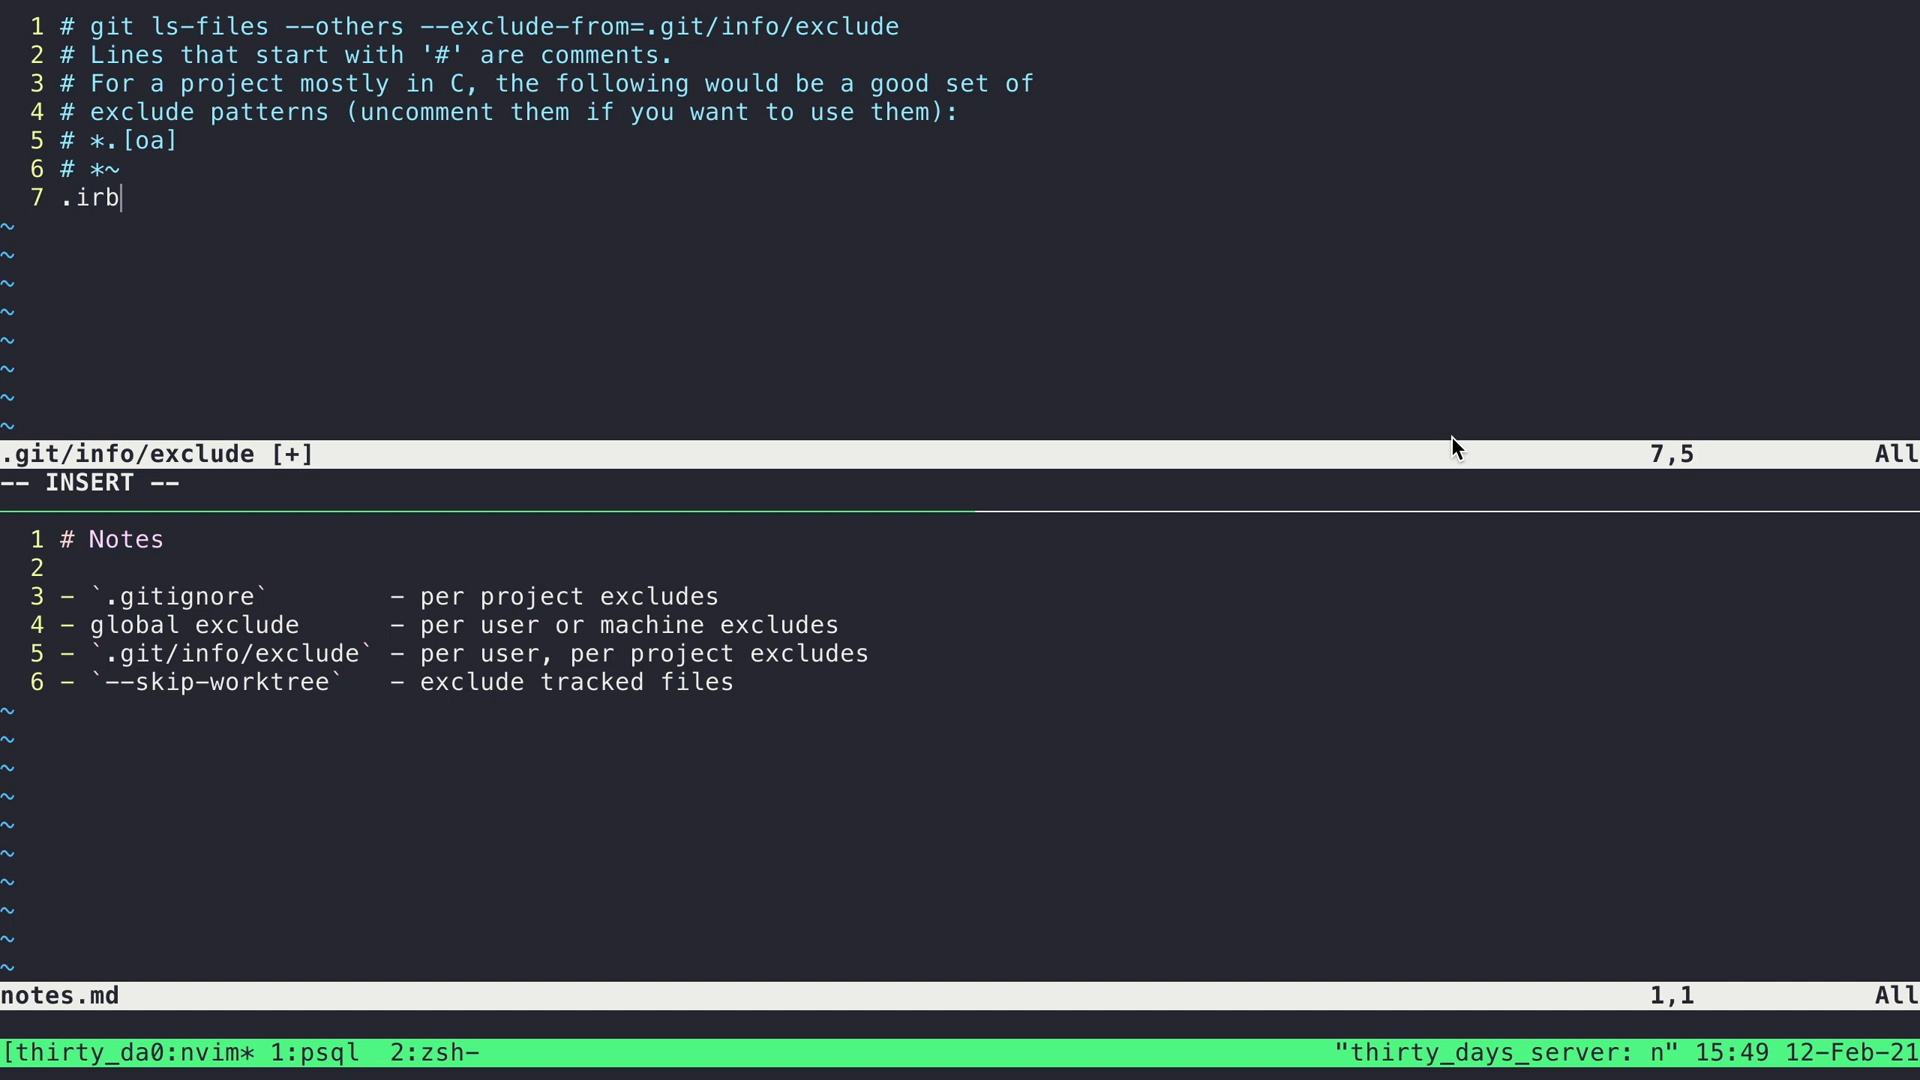 1 # git ls-files --others --exclude-from=.git/info/exclude
2 # Lines that start with '#' are comments.
3 # For a project mostly in C, the following would be a good set of
4 # exclude patterns (uncomment them if you want to use them):
5 # *.[oa]
6 # *~
7 .irb
~
~
~
~
~
~
~
~
.git/info/exclude [+] 7,5 All
-- INSERT --
1 # Notes
2
3 - `.gitignore` - per project excludes
4 - global exclude - per user or machine excludes
5 - `.git/info/exclude` - per user, per project excludes
6 - `--skip-worktree` - exclude tracked files
~
~
~
~
~
~
~
~
~
~
notes.md 1,1 All
[thirty_da0:nvim* 1:psql 2:zsh- "thirty_days_server: n" 15:49 12-Feb-21